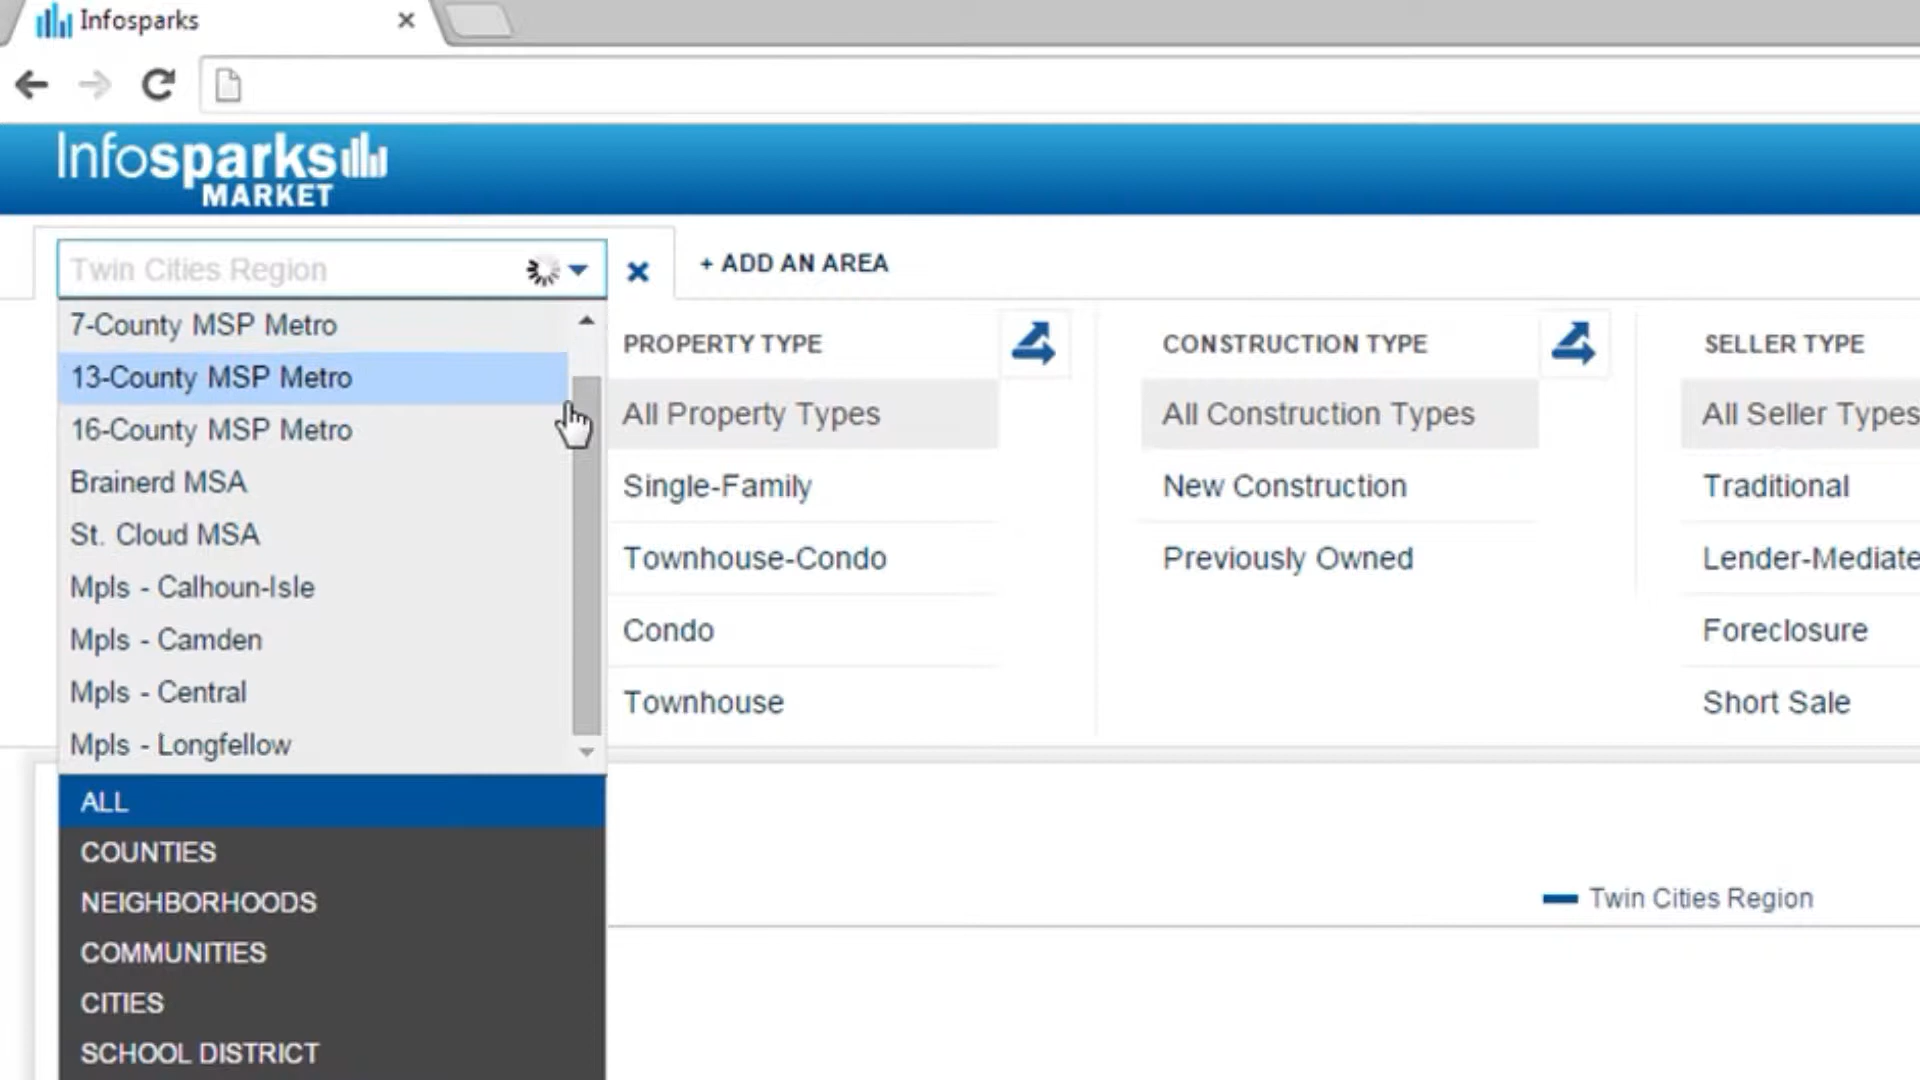 Infosparks
Infosparks
MARKET
Twin Cities Region
+ ADD AN AREA
7-County MSP Metro
13-County MSP Metro
16-County MSP Metro
Brainerd MSA
St. Cloud MSA
Mpls - Calhoun-Isle
Mpls - Camden
Mpls - Central
Mpls - Longfellow
ALL
COUNTIES
NEIGHBORHOODS
COMMUNITIES
CITIES
SCHOOL DISTRICT
PROPERTY TYPE
All Property Types
Single-Family
Townhouse-Condo
Condo
Townhouse
CONSTRUCTION TYPE
All Construction Types
New Construction
Previously Owned
SELLER TYPE
All Seller Types
Traditional
Lender-Mediate
Foreclosure
Short Sale
Twin Cities Region